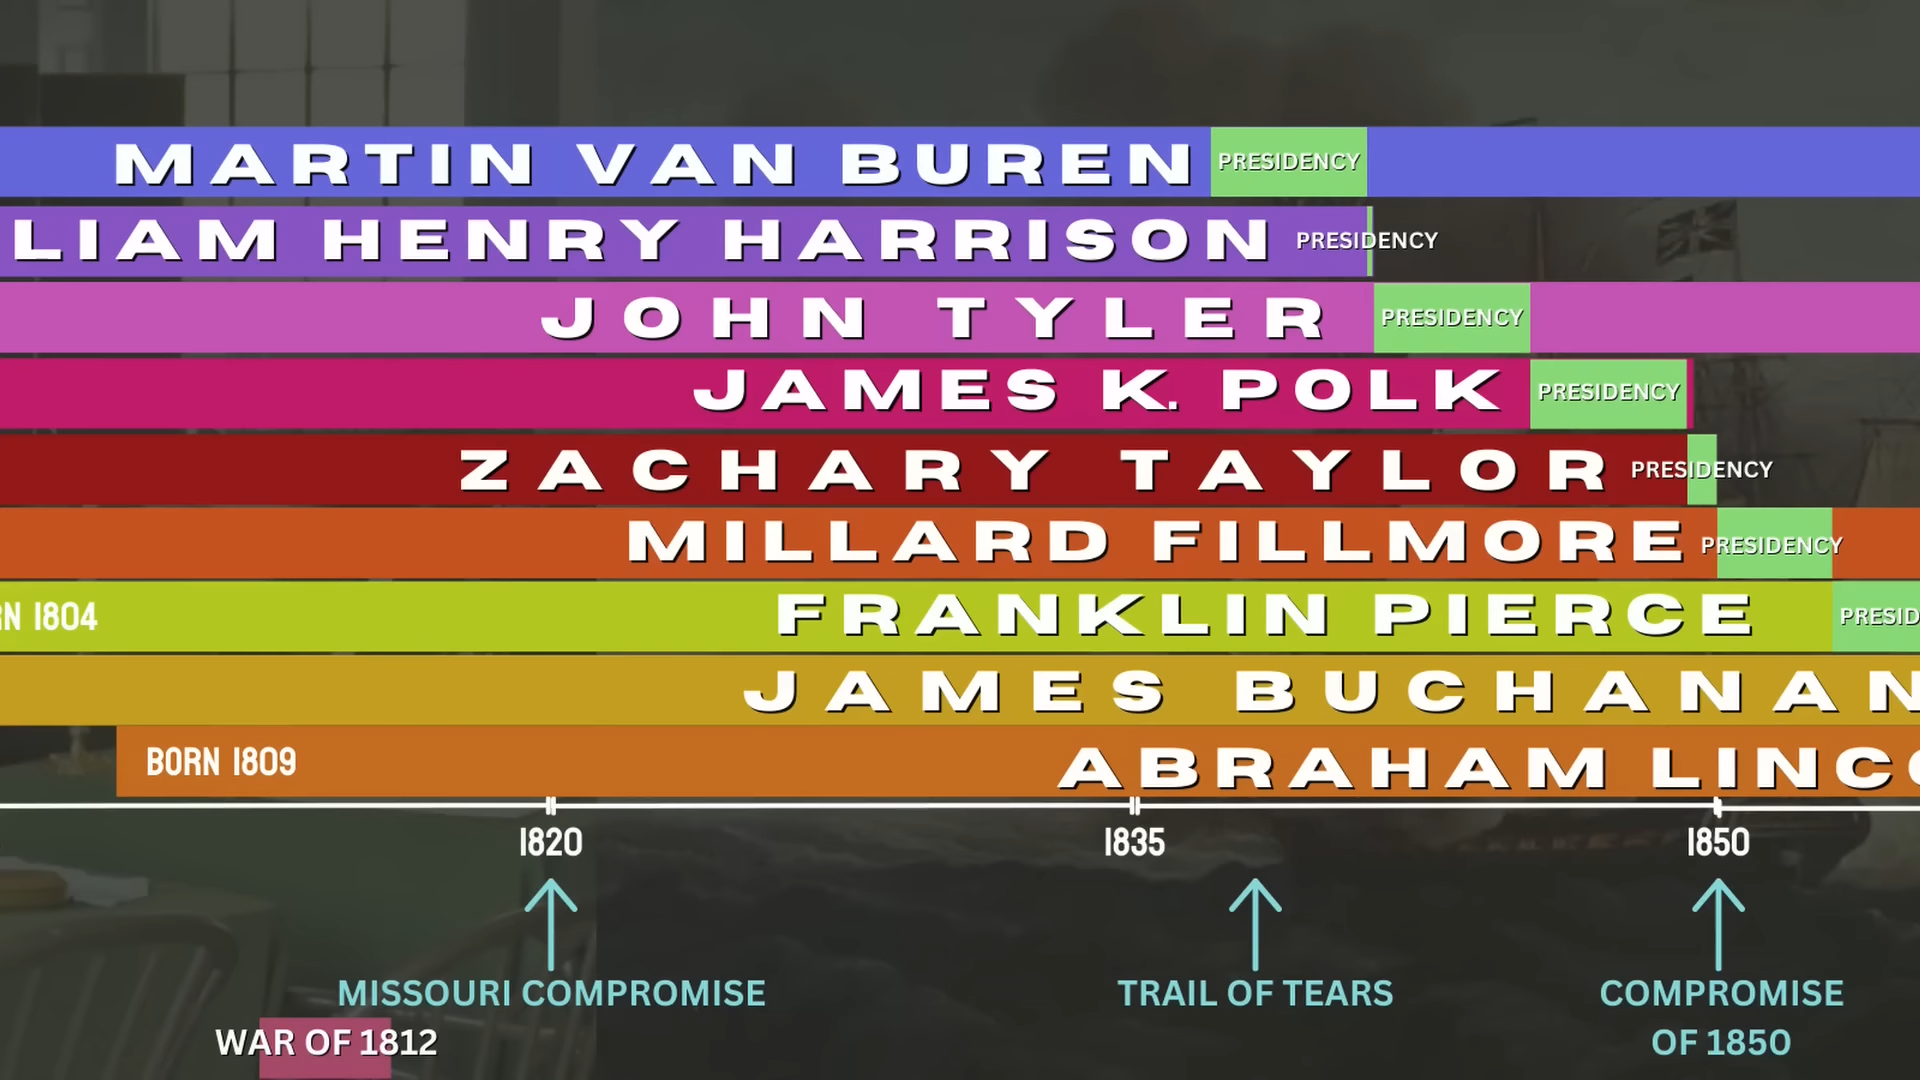 MARTIN VAN BUREN PRESIDENCY
LIAM HENRY HARRISON PRESIDENCY
JOHN TYLER PRESIDENCY
JAMES K. POLK PRESIDENCY
ZACHARY TAYLOR PRESIDENCY
MILLARD FILLMORE PRESIDENCY
RN 1804 FRANKLIN PIERCE PRESID
JAMES BUCHANAN
BORN 1809 ABRAHAM LINCO
1820 1835 1850
MISSOURI COMPROMISE TRAIL OF TEARS COMPROMISE
WAR OF 1812 OF 1850